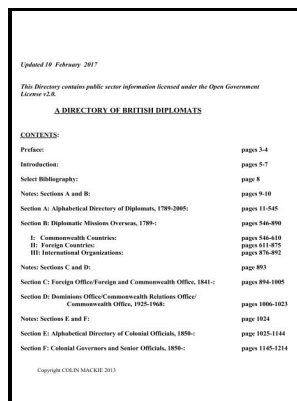 Updated 10 February 2017
This Directory contains public sector information licensed under the Open Government
License v2.0.
A DIRECTORY OF BRITISH DIPLOMATS
CONTENTS:
Preface: pages 3-4
Introduction: pages 5-7
Select Bibliography: page 8
Notes: Sections A and B: pages 9-10
Section A: Alphabetical Directory of Diplomats, 1789-2005: pages 11-545
Section B: Diplomatic Missions Overseas, 1789-: pages 546-890
I: Commonwealth Countries: pages 546-610
II: Foreign Countries: pages 611-875
III: International Organizations: pages 876-892
Notes: Sections C and D: page 893
Section C: Foreign Office/Foreign and Commonwealth Office, 1841-: pages 894-1005
Section D: Dominions Office/Commonwealth Relations Office/
Commonwealth Office, 1925-1968: pages 1006-1023
Notes: Sections E and F: page 1024
Section E: Alphabetical Directory of Colonial Officials, 1850-: pages 1025-1144
Section F: Colonial Governors and Senior Officials, 1850-: pages 1145-1214
Copyright COLIN MACKIE 2013